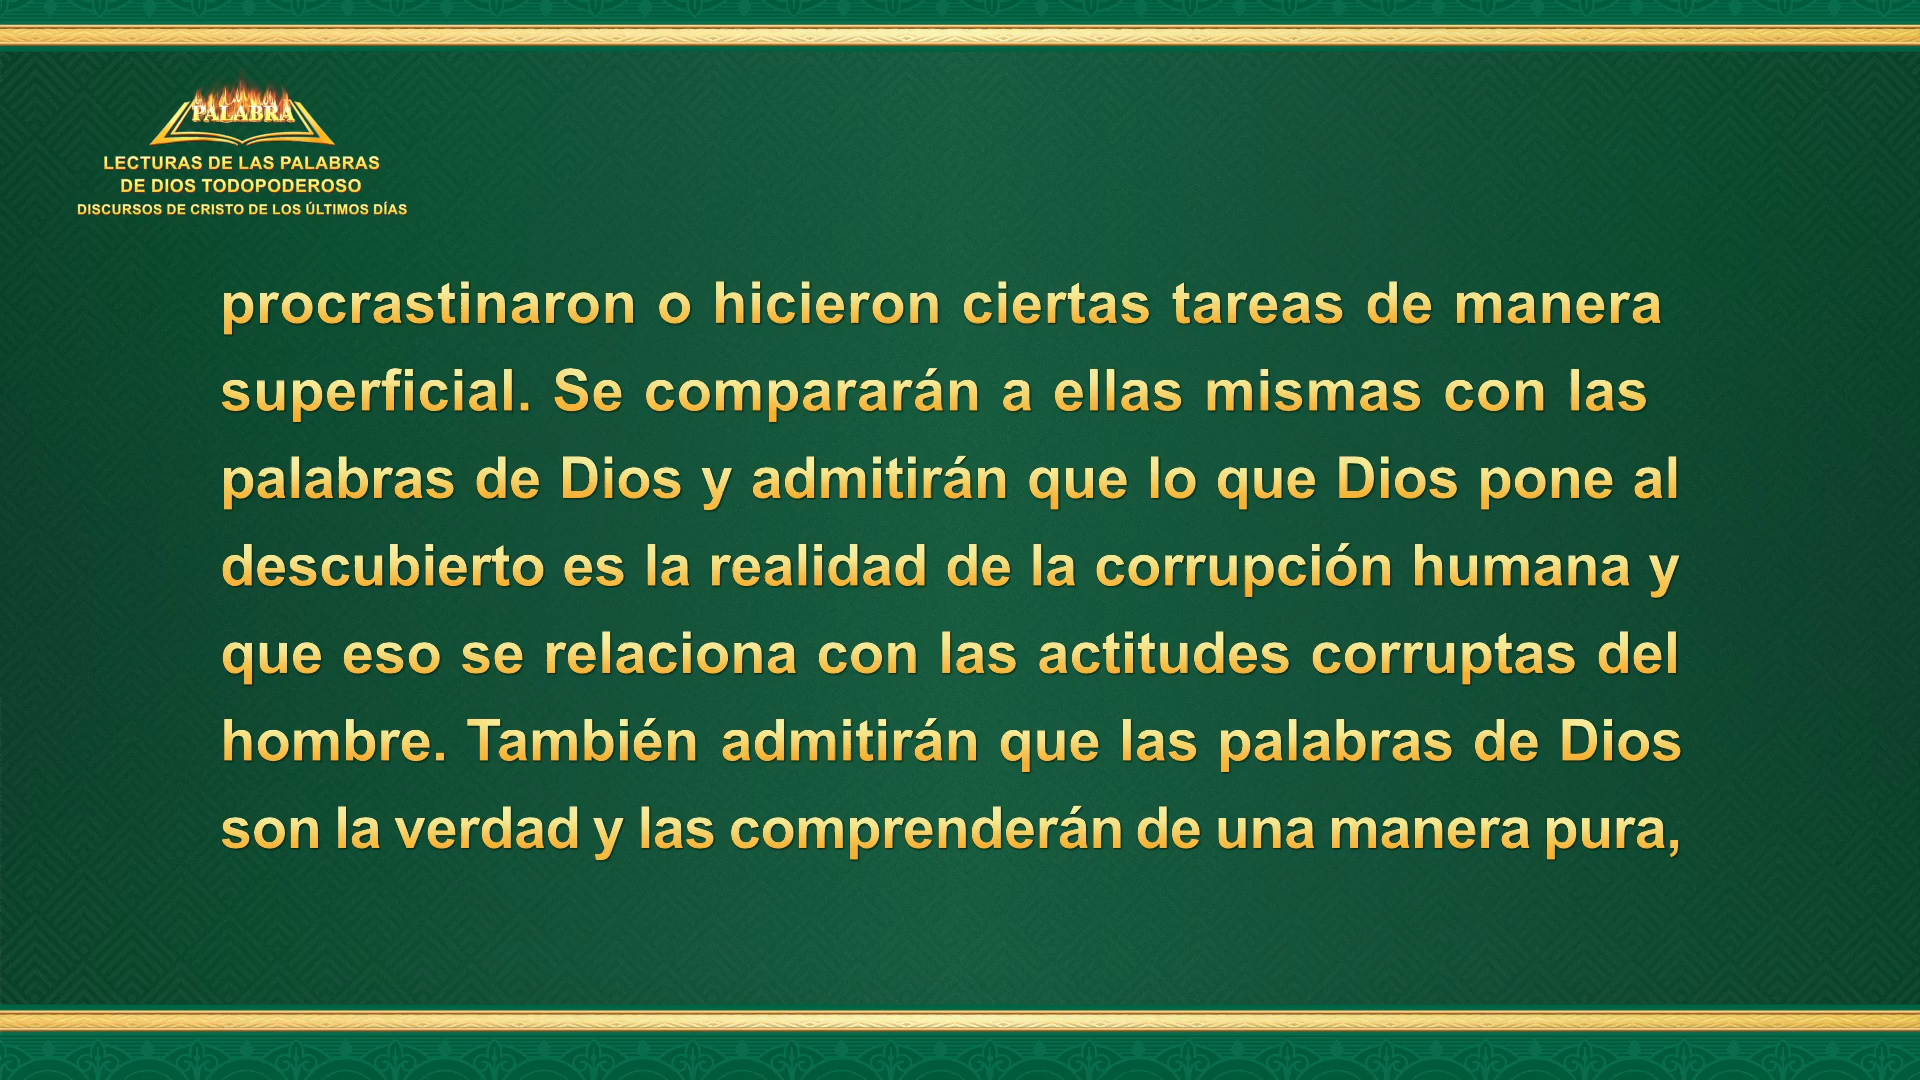 PALABRA
LECTURAS DE LAS PALABRAS
DE DIOS TODOPODEROSO
DISCURSOS DE CRISTO DE LOS ÚLTIMOS DÍAS
procrastinaron o hicieron ciertas tareas de manera
superficial. Se compararán a ellas mismas con las
palabras de Dios y admitirán que lo que Dios pone al
descubierto es la realidad de la corrupción humana y
que eso se relaciona con las actitudes corruptas del
hombre. También admitirán que las palabras de Dios
son la verdad y las comprenderán de una manera pura,